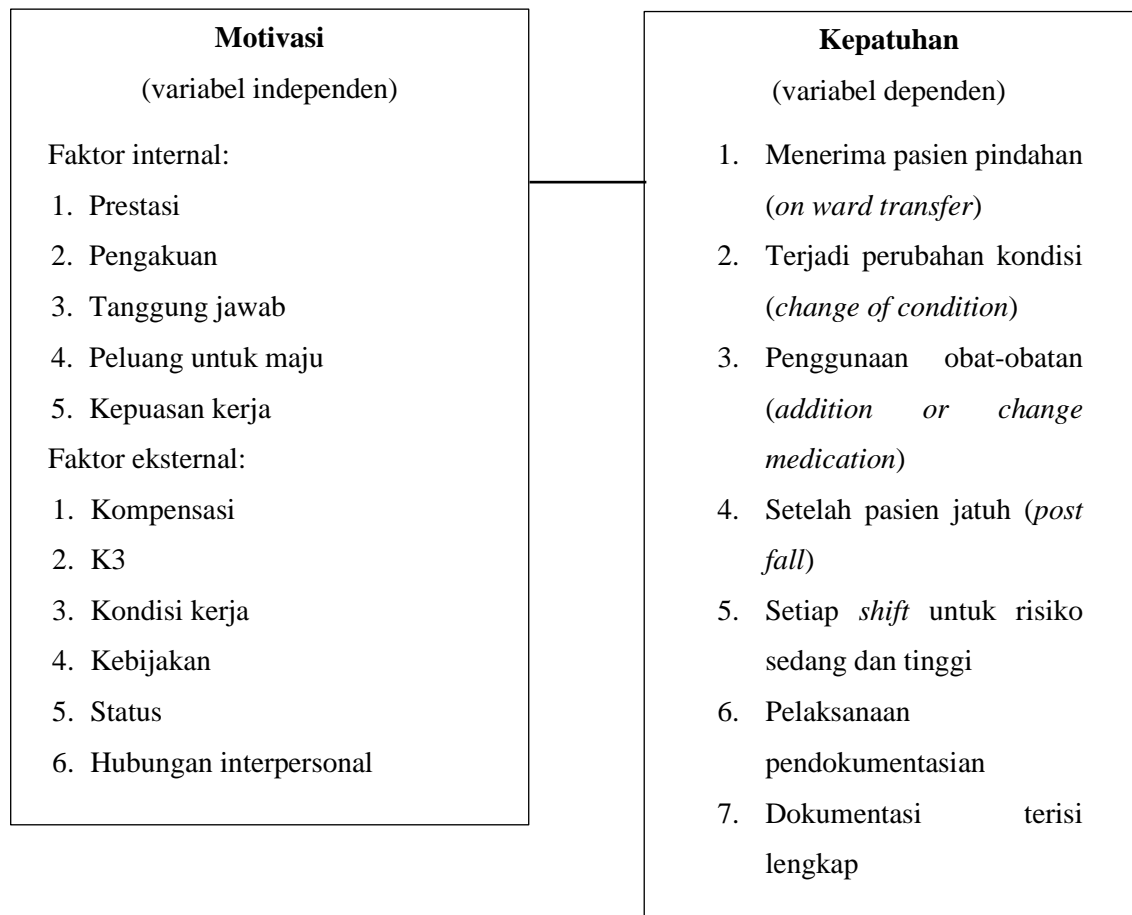 Motivasi
(variabel independen)
Faktor internal:
1. Prestasi
2. Pengakuan
3. Tanggung jawab
4. Peluang untuk maju
5. Kepuasan kerja
Faktor eksternal:
1. Kompensasi
2. K3
3. Kondisi kerja
4. Kebijakan
5. Status
6. Hubungan interpersonal
Kepatuhan
(variabel dependen)
1. Menerima pasien pindahan
(on ward transfer)
2. Terjadi perubahan kondisi
(change of condition)
3. Penggunaan obat-obatan
(addition or change
medication)
4. Setelah pasien jatuh (post
fall)
5. Setiap shift untuk risiko
sedang dan tinggi
6. Pelaksanaan
pendokumentasian
7. Dokumentasi terisi
lengkap